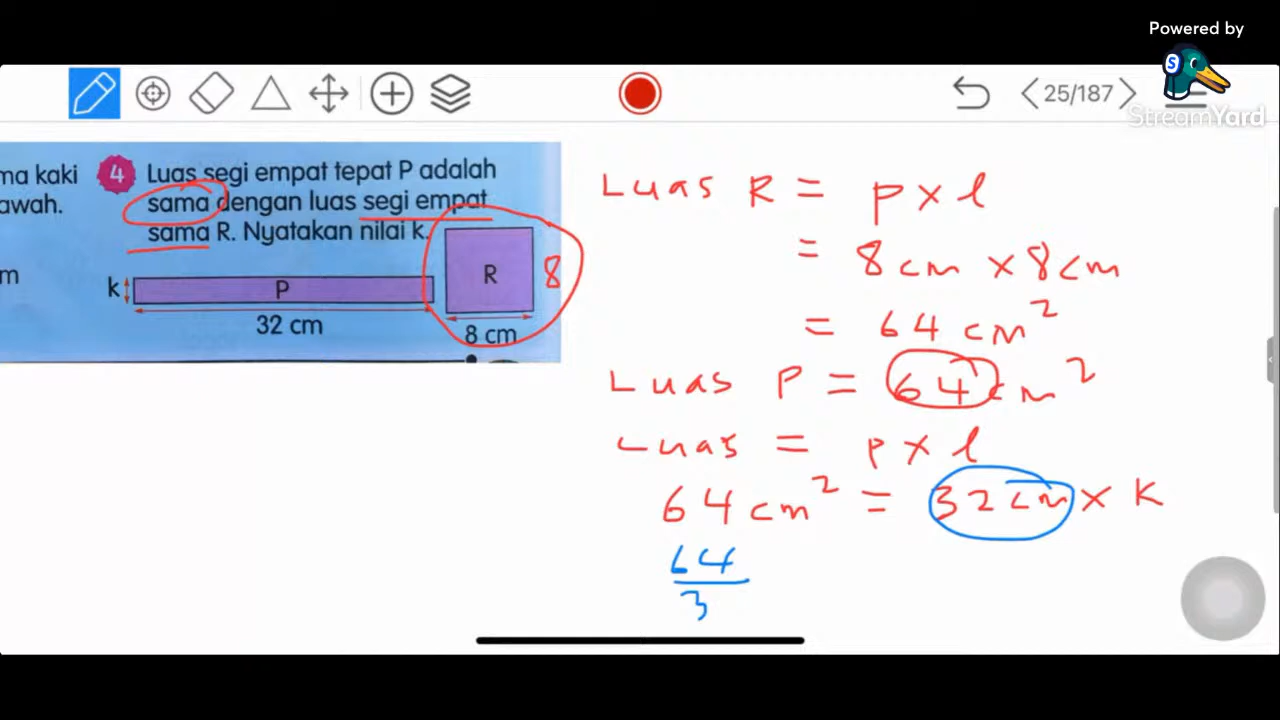 Powered by
StreamYard
25/187
ma kaki
awah.
m
4 Luas segi empat tepat P adalah
sama dengan luas segi empat
sama R. Nyatakan nilai k.
k
P
R
8
32 cm
8 cm
Luas R = p x l
= 8 cm x 8 cm
= 64 cm²
Luas P = 64 cm²
Luas = p x l
64 cm² = 32 cm x k
64
3